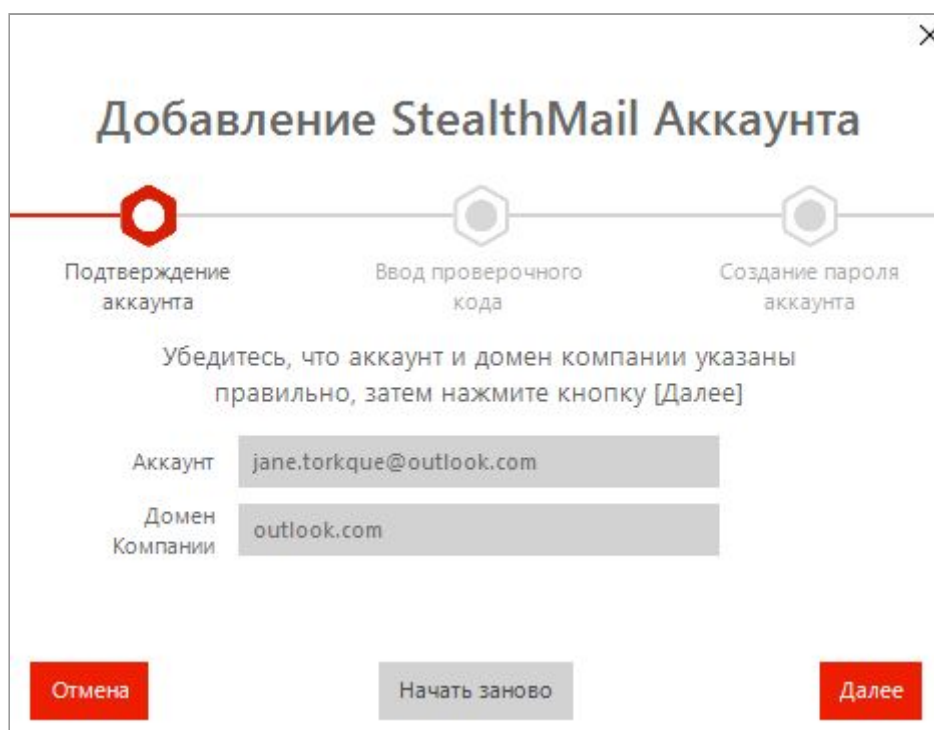 Добавление StealthMail Аккаунта
Подтверждение
аккаунта
Ввод проверочного
кода
Создание пароля
аккаунта
Убедитесь, что аккаунт и домен компании указаны
правильно, затем нажмите кнопку [Далее]
Аккаунт
jane.torkque@outlook.com
Домен
Компании
outlook.com
Отмена
Начать заново
Далее